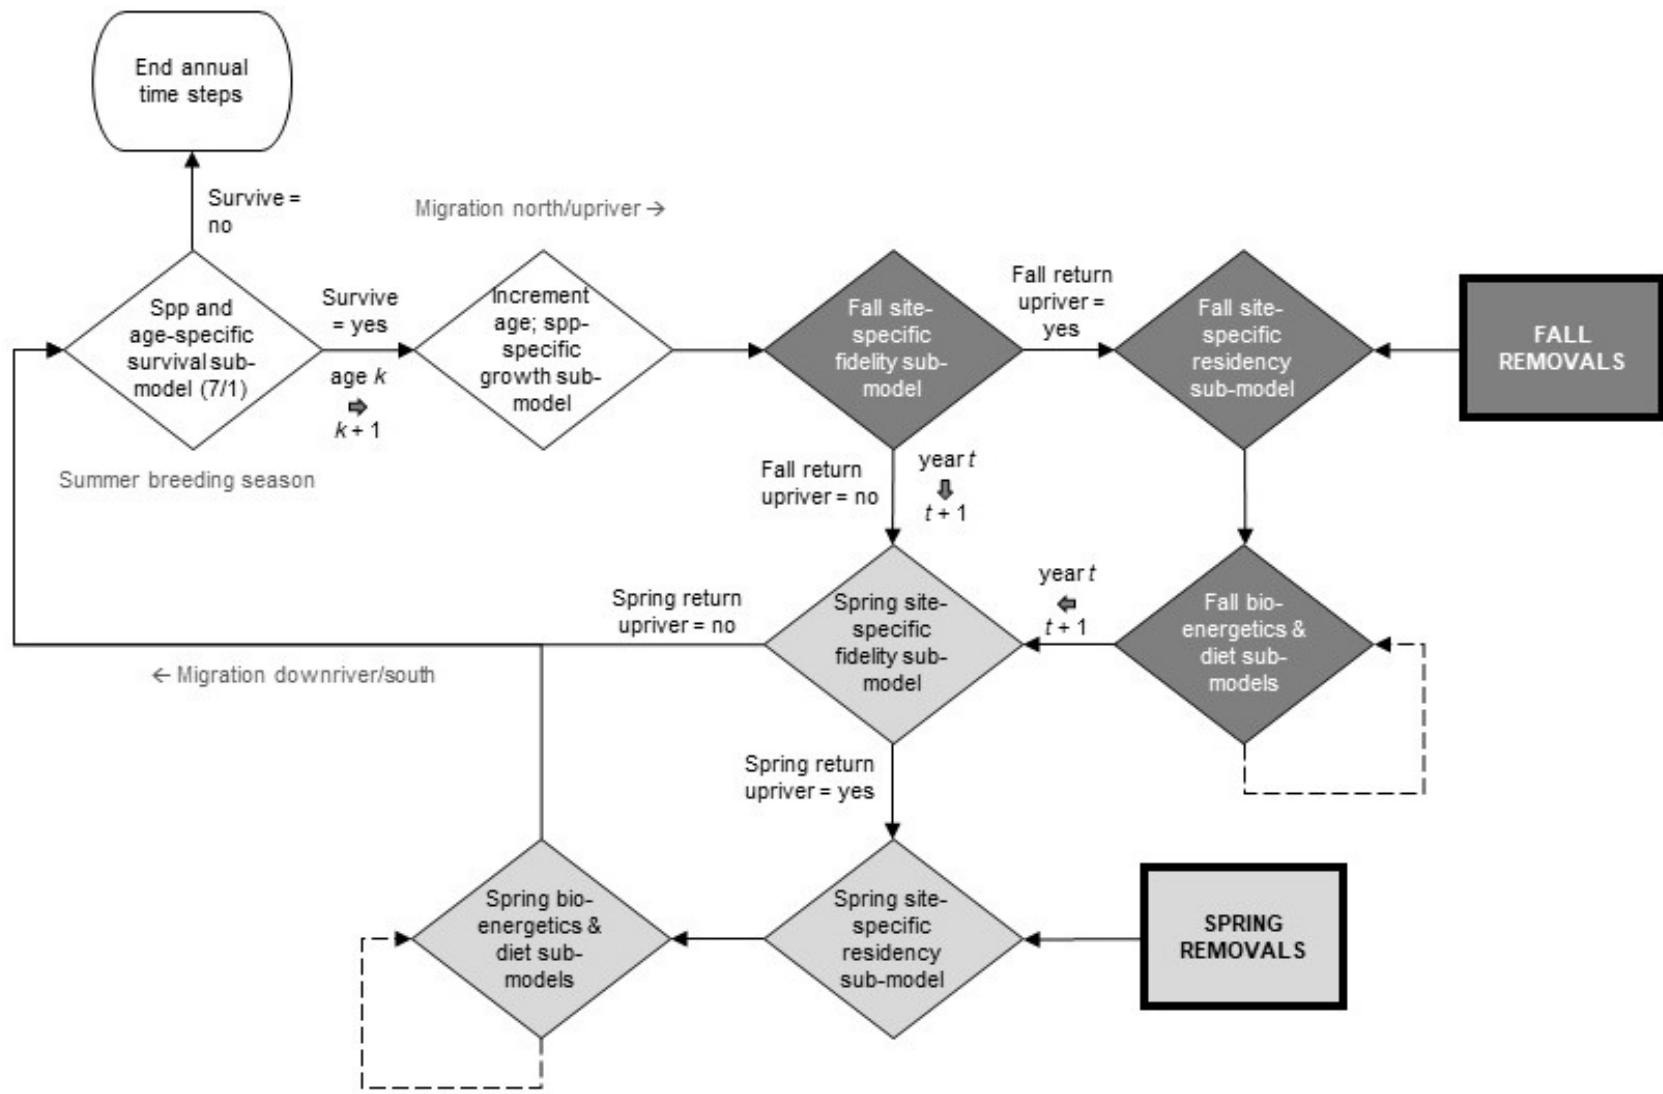 End annual
time steps
Survive =
no
Migration north/upriver →
Spp and
age-specific
survival sub-
model (7/1)
Survive
= yes
age k
k + 1
Increment
age; spp-
specific
growth sub-
model
Fall site-
specific
fidelity sub-
model
Fall return
upriver =
yes
Fall site-
specific
residency
sub-model
FALL
REMOVALS
Summer breeding season
Fall return
upriver = no
year t
t + 1
Spring return
upriver = no
Spring site-
specific
fidelity sub-
model
year t
t + 1
Fall bio-
energetics &
diet sub-
models
← Migration downriver/south
Spring return
upriver = yes
Spring bio-
energetics &
diet sub-
models
Spring site-
specific
residency
sub-model
SPRING
REMOVALS